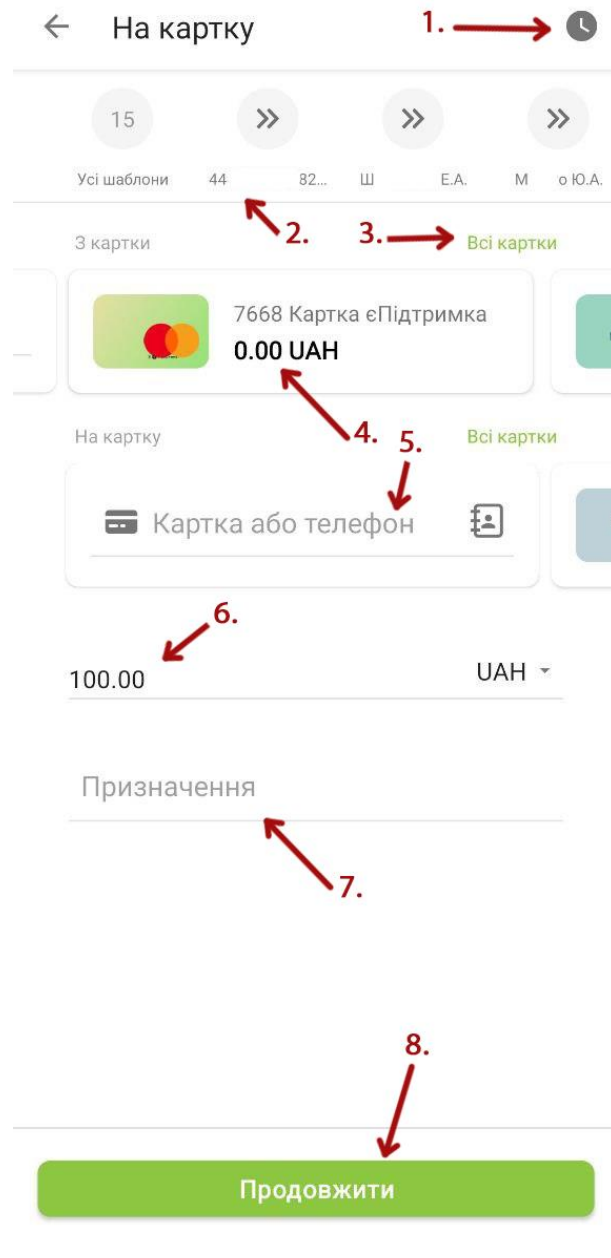 На картку 1.
15
Усі шаблони 44 82... Ш Е.А. М о Ю.А.
2.
З картки 3. Всі картки
7668 Картка єПідтримка
0.00 UAH
4.
На картку 5. Всі картки
Картка або телефон
6.
100.00 UAH
Призначення
7.
8.
Продовжити